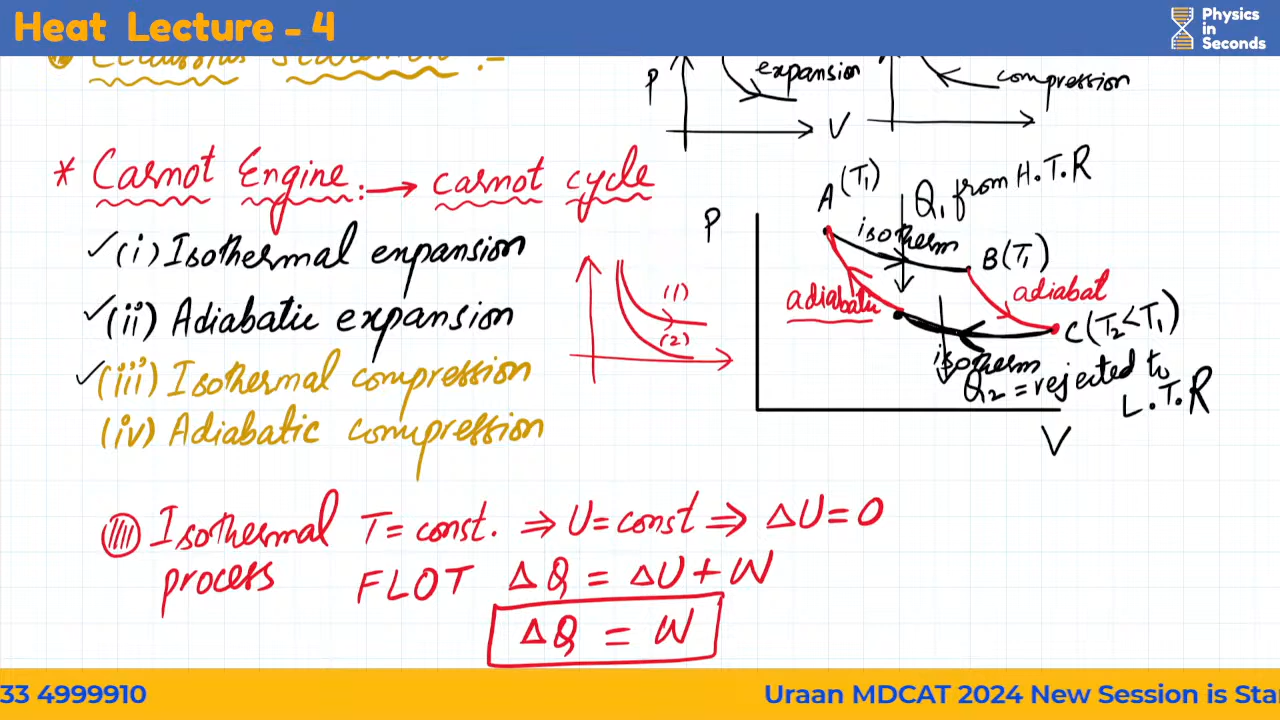 Heat Lecture - 4
Physics
in
Seconds
Statement :-
P
expansion
V
compression
* Carnot Engine :→ carnot cycle
✓(i) Isothermal expansion
✓(ii) Adiabatic expansion
✓(iii) Isothermal compression
(iv) Adiabatic compression
(1)
(2)
P
A (T₁)
Q₁ from H.T.R
isotherm
B(T₁)
adiabatic
adiabat
C(T₂<T₁)
isotherm
Q₂ = rejected to
L.T.R
V
Isothermal process
T = const. ⇒ U = const ⇒ ΔU = 0
FLOT ΔQ = ΔU + W
ΔQ = W
33 4999910
Uraan MDCAT 2024 New Session is Sta